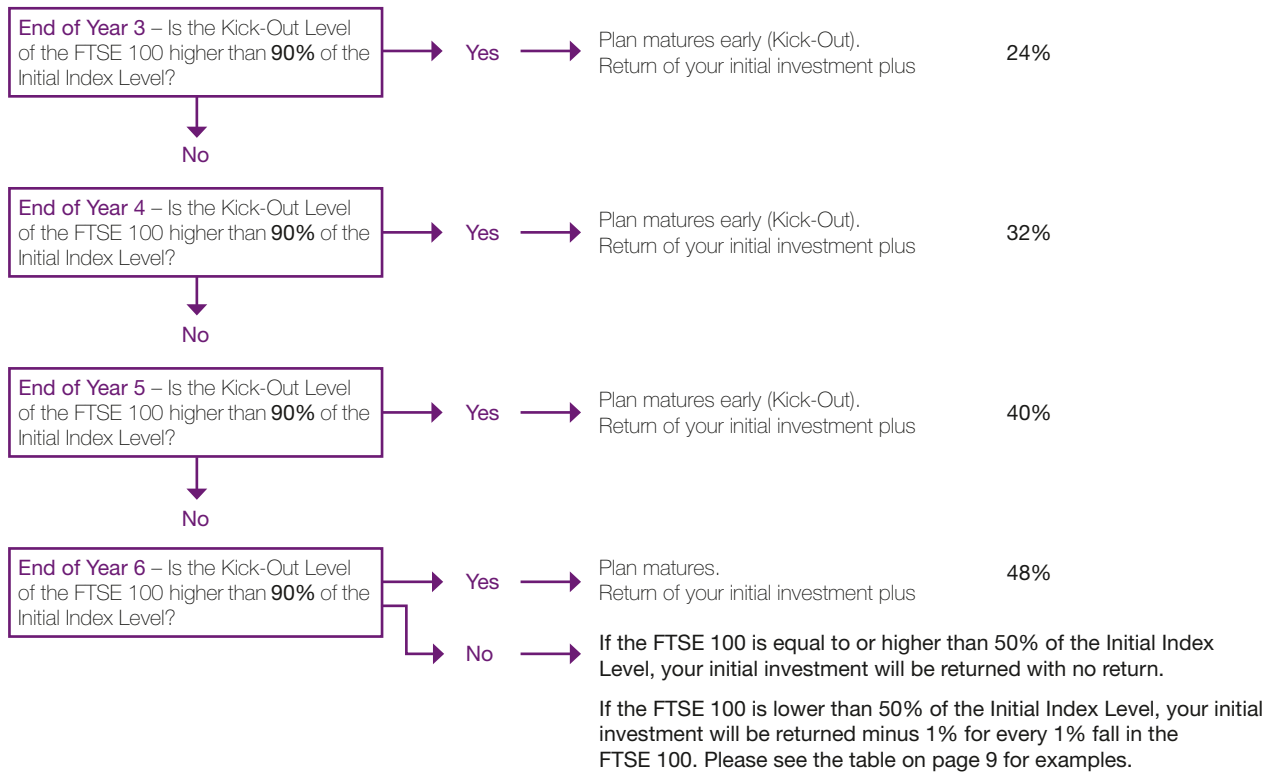 End of Year 3 – Is the Kick-Out Level
of the FTSE 100 higher than 90% of the
Initial Index Level?
Yes
Plan matures early (Kick-Out).
Return of your initial investment plus
24%
No
End of Year 4 – Is the Kick-Out Level
of the FTSE 100 higher than 90% of the
Initial Index Level?
Yes
Plan matures early (Kick-Out).
Return of your initial investment plus
32%
No
End of Year 5 – Is the Kick-Out Level
of the FTSE 100 higher than 90% of the
Initial Index Level?
Yes
Plan matures early (Kick-Out).
Return of your initial investment plus
40%
No
End of Year 6 – Is the Kick-Out Level
of the FTSE 100 higher than 90% of the
Initial Index Level?
Yes
Plan matures.
Return of your initial investment plus
48%
No
If the FTSE 100 is equal to or higher than 50% of the Initial Index
Level, your initial investment will be returned with no return.
If the FTSE 100 is lower than 50% of the Initial Index Level, your initial
investment will be returned minus 1% for every 1% fall in the
FTSE 100. Please see the table on page 9 for examples.